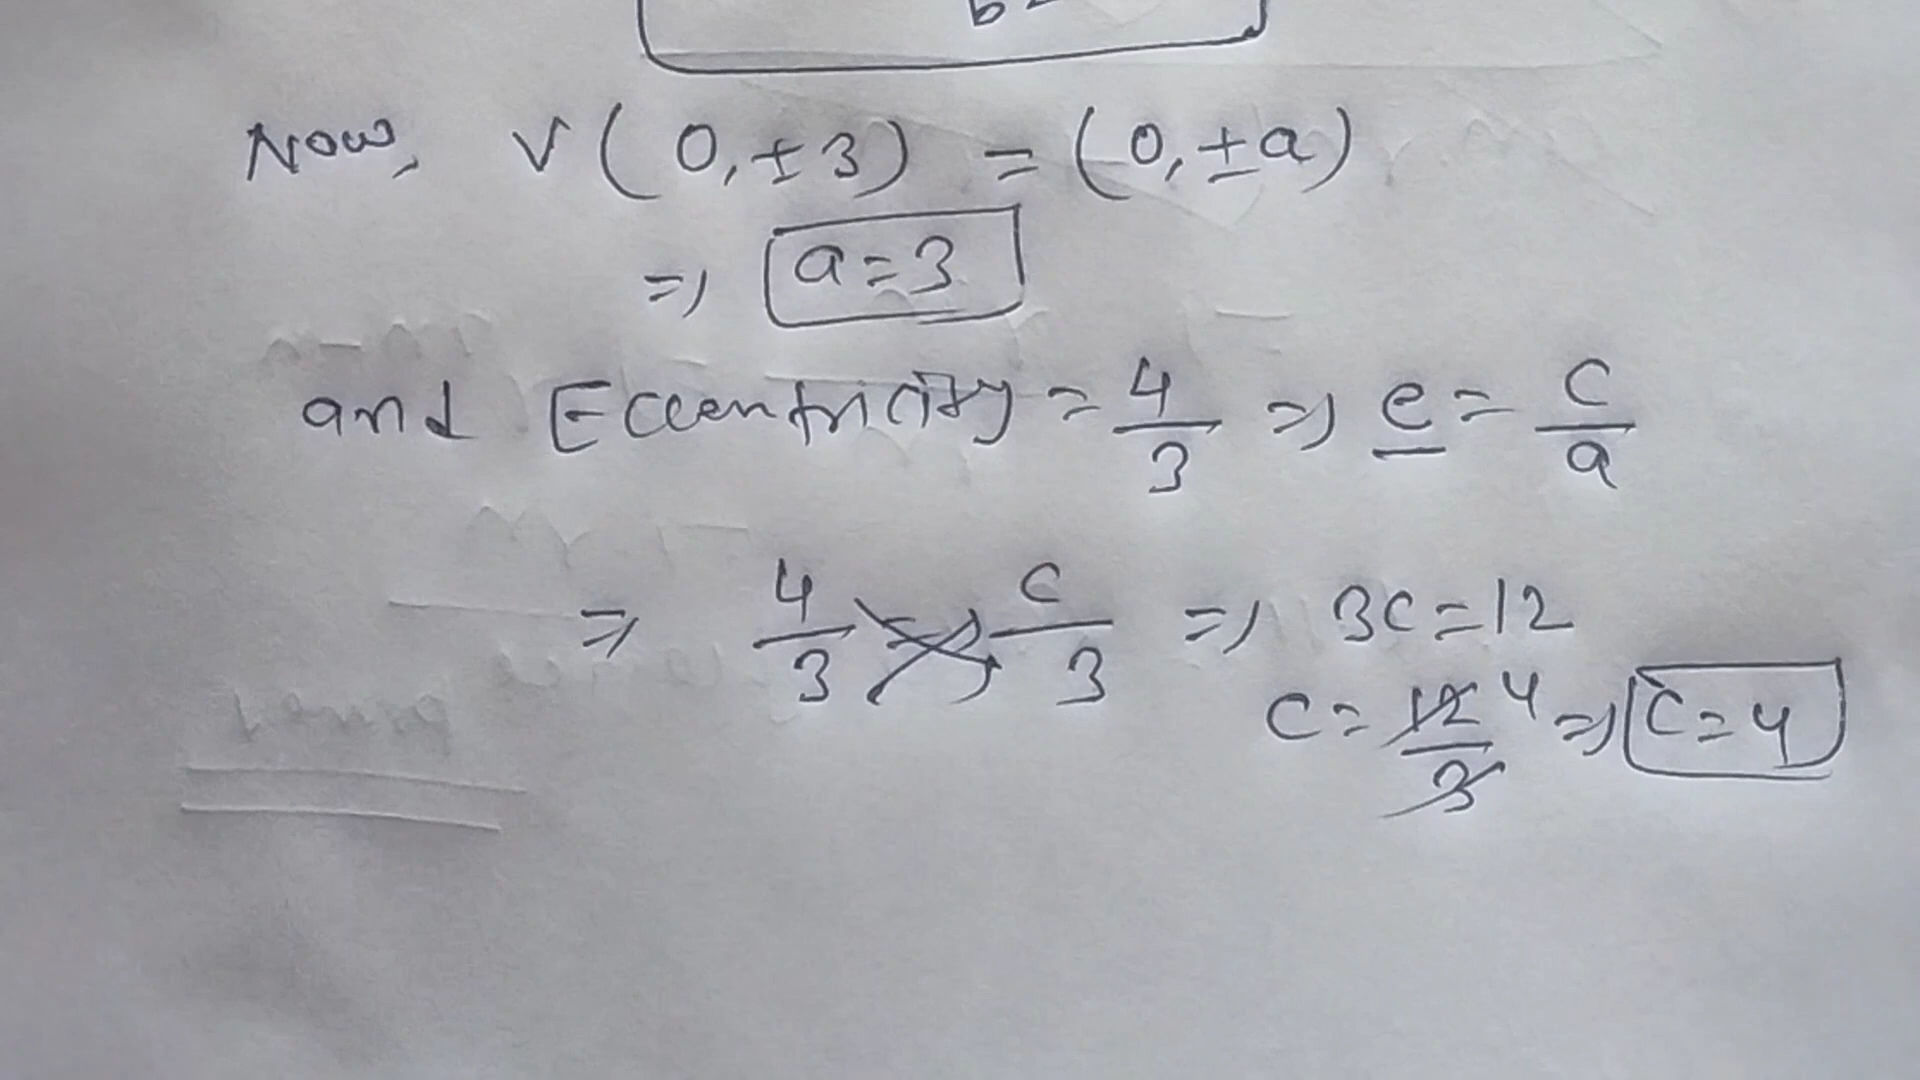 Now, V(0,±3) = (0,±a)
=> a=3
and Eccentricity = 4/3 => e = c/a
=> 4/3 = c/3 => 3c=12
c = 12/3 4 => c=4